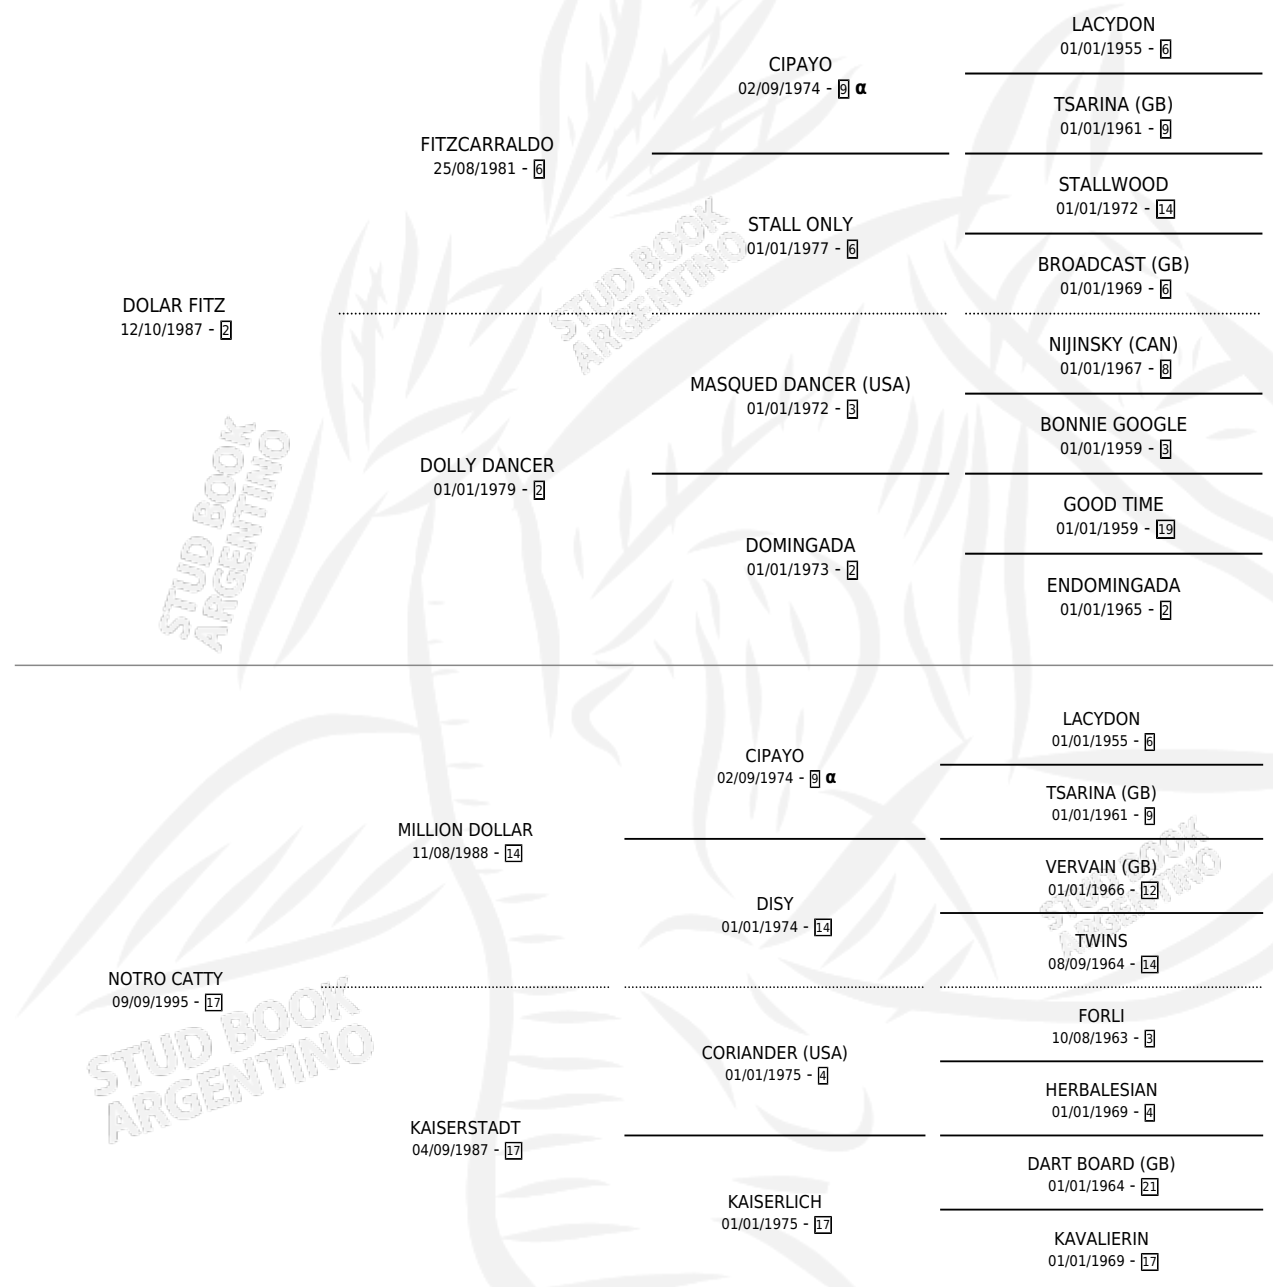 LACYDON
01/01/1955 - 6
CIPAYO
02/09/1974 - 9 α
TSARINA (GB)
01/01/1961 - 9
FITZCARRALDO
25/08/1981 - 6
STALLWOOD
01/01/1972 - 14
STALL ONLY
01/01/1977 - 6
BROADCAST (GB)
01/01/1969 - 6
DOLAR FITZ
12/10/1987 - 2
NIJINSKY (CAN)
01/01/1967 - 8
MASQUED DANCER (USA)
01/01/1972 - 3
BONNIE GOOGLE
01/01/1959 - 3
DOLLY DANCER
01/01/1979 - 2
GOOD TIME
01/01/1959 - 19
DOMINGADA
01/01/1973 - 2
ENDOMINGADA
01/01/1965 - 2
LACYDON
01/01/1955 - 6
CIPAYO
02/09/1974 - 9 α
TSARINA (GB)
01/01/1961 - 9
MILLION DOLLAR
11/08/1988 - 14
VERVAIN (GB)
01/01/1966 - 12
DISY
01/01/1974 - 14
TWINS
08/09/1964 - 14
NOTRO CATTY
09/09/1995 - 17
FORLI
10/08/1963 - 3
CORIANDER (USA)
01/01/1975 - 4
HERBALESIAN
01/01/1969 - 4
KAISERSTADT
04/09/1987 - 17
DART BOARD (GB)
01/01/1964 - 21
KAISERLICH
01/01/1975 - 17
KAVALIERIN
01/01/1969 - 17
STUD BOOK
ARGENTINO
STUD BOOK
ARGENTINO
STUD BOOK
ARGENTINO
STUD BOOK
ARGENTINO